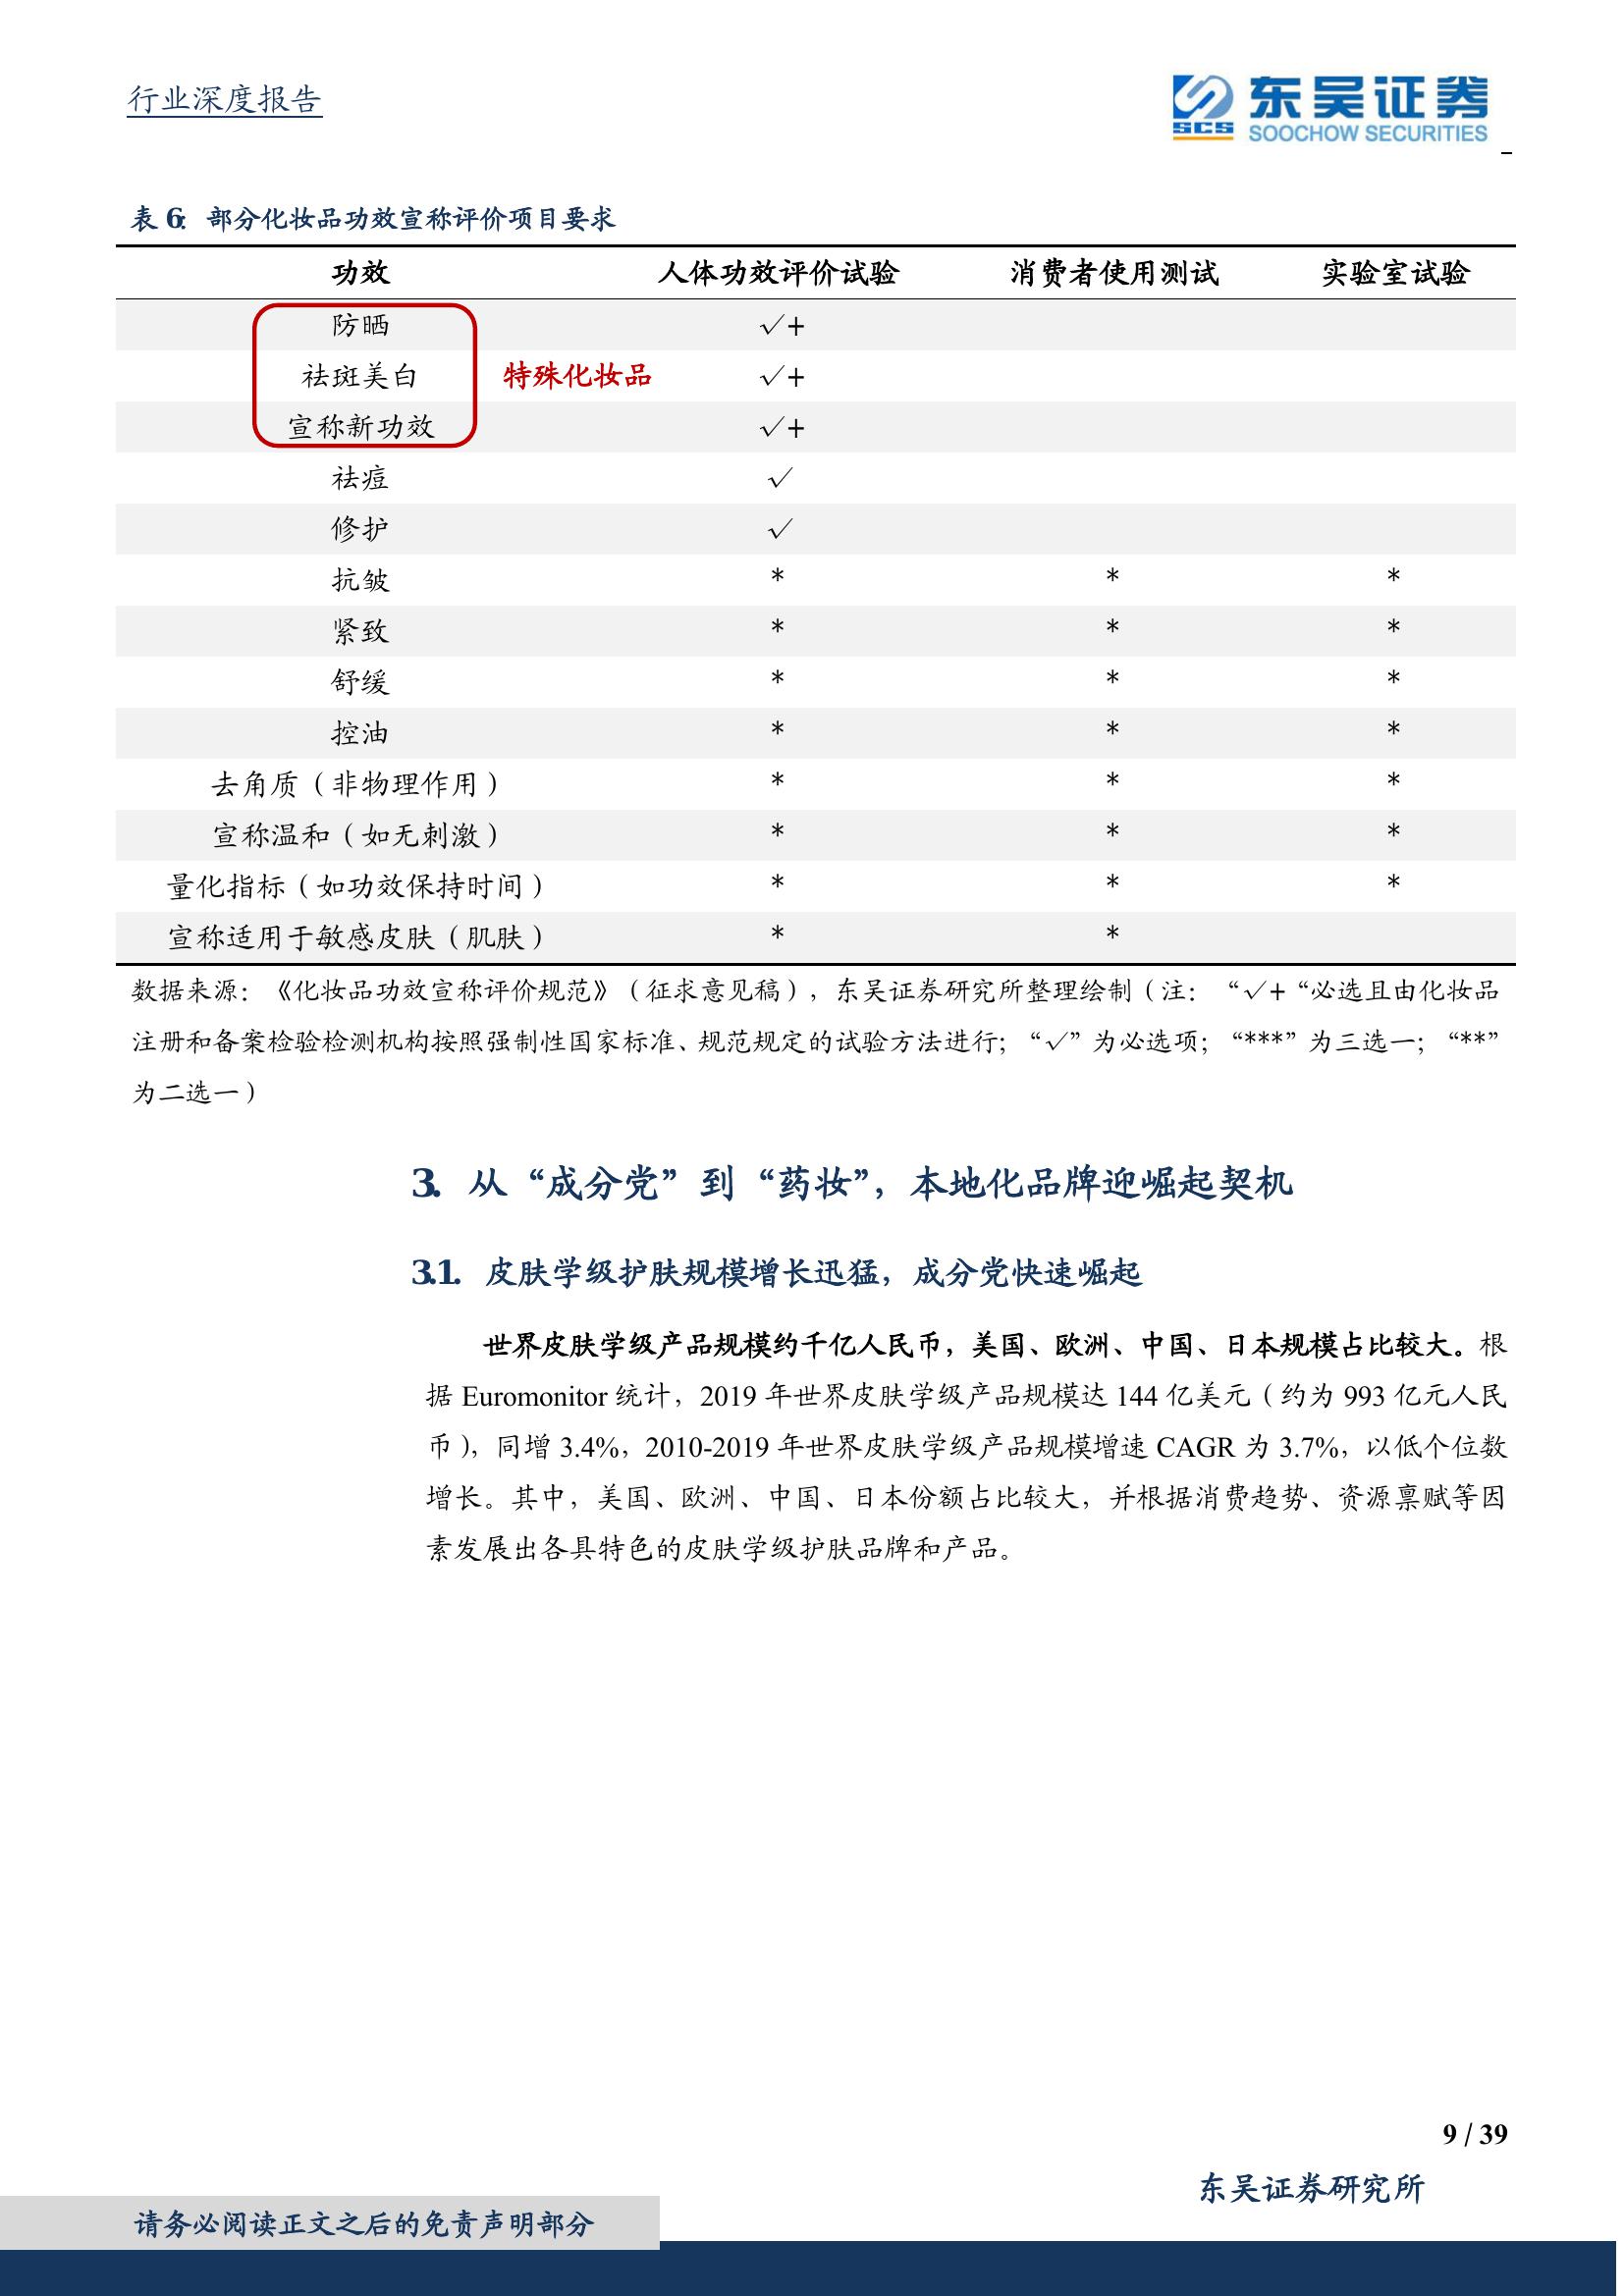 行业深度报告
SCS 东吴证券
SOOCHOW SECURITIES
表 6： 部分化妆品功效宣称评价项目要求
功效 人体功效评价试验 消费者使用测试 实验室试验
防晒 √+
祛斑美白 特殊化妆品 √+
宣称新功效 √+
祛痘 √
修护 √
抗皱 * * *
紧致 * * *
舒缓 * * *
控油 * * *
去角质（非物理作用） * * *
宣称温和（如无刺激） * * *
量化指标（如功效保持时间） * * *
宣称适用于敏感皮肤（肌肤） * *
数据来源：《化妆品功效宣称评价规范》（征求意见稿），东吴证券研究所整理绘制（注： “√+ “必选且由化妆品
注册和备案检验检测机构按照强制性国家标准、规范规定的试验方法进行； “√” 为必选项； “***” 为三选一； “**”
为二选一）
3. 从“成分党”到“药妆”，本地化品牌迎崛起契机
3.1. 皮肤学级护肤规模增长迅猛，成分党快速崛起
世界皮肤学级产品规模约千亿人民币，美国、欧洲、中国、日本规模占比较大。根
据 Euromonitor 统计，2019 年世界皮肤学级产品规模达 144 亿美元（约为 993 亿元人民
币），同增 3.4%，2010-2019 年世界皮肤学级产品规模增速 CAGR 为 3.7%，以低个位数
增长。其中，美国、欧洲、中国、日本份额占比较大，并根据消费趋势、资源禀赋等因
素发展出各具特色的皮肤学级护肤品牌和产品。
9 / 39
东吴证券研究所
请务必阅读正文之后的免责声明部分